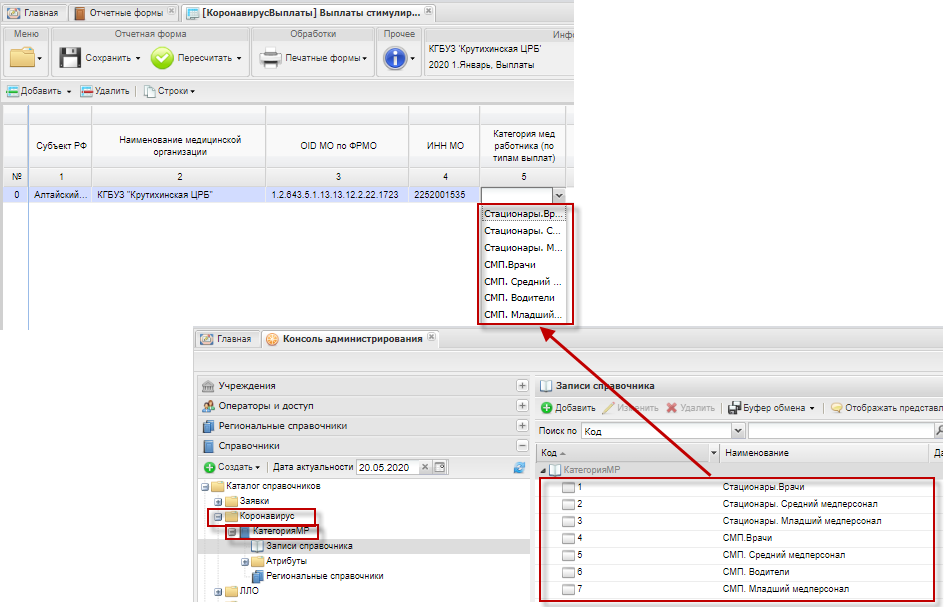 Главная
Отчетные формы
[КоронавирусВыплаты] Выплаты стимулир...
Меню
Отчетная форма
Обработки
Прочее
Инфо
Сохранить
Пересчитать
Печатные формы
КГБУЗ 'Крутихинская ЦРБ'
2020 1.Январь, Выплаты
Добавить
Удалить
Строки
Субъект РФ
Наименование медицинской организации
OID МО по ФРМО
ИНН МО
Категория мед работника (по типам выплат)
№ 1 2 3 4 5
0 Алтайский... КГБУЗ "Крутихинская ЦРБ" 1.2.643.5.1.13.13.12.2.22.1723 2252001535
Стационары.Вр...
Стационары. С...
Стационары. М...
СМП.Врачи
СМП. Средний ...
СМП. Водители
СМП. Младший...
Главная
Консоль администрирования
Учреждения
Операторы и доступ
Региональные справочники
Справочники
Создать
Дата актуальности 20.05.2020
Каталог справочников
Заявки
Коронавирус
КатегорияМР
Записи справочника
Атрибуты
Региональные справочники
ЛЛО
Записи справочника
Добавить
Изменить
Удалить
Буфер обмена
Отображать представл
Поиск по Код
Код Наименование Да
КатегорияМР
1 Стационары.Врачи
2 Стационары. Средний медперсонал
3 Стационары. Младший медперсонал
4 СМП.Врачи
5 СМП. Средний медперсонал
6 СМП. Водители
7 СМП. Младший медперсонал